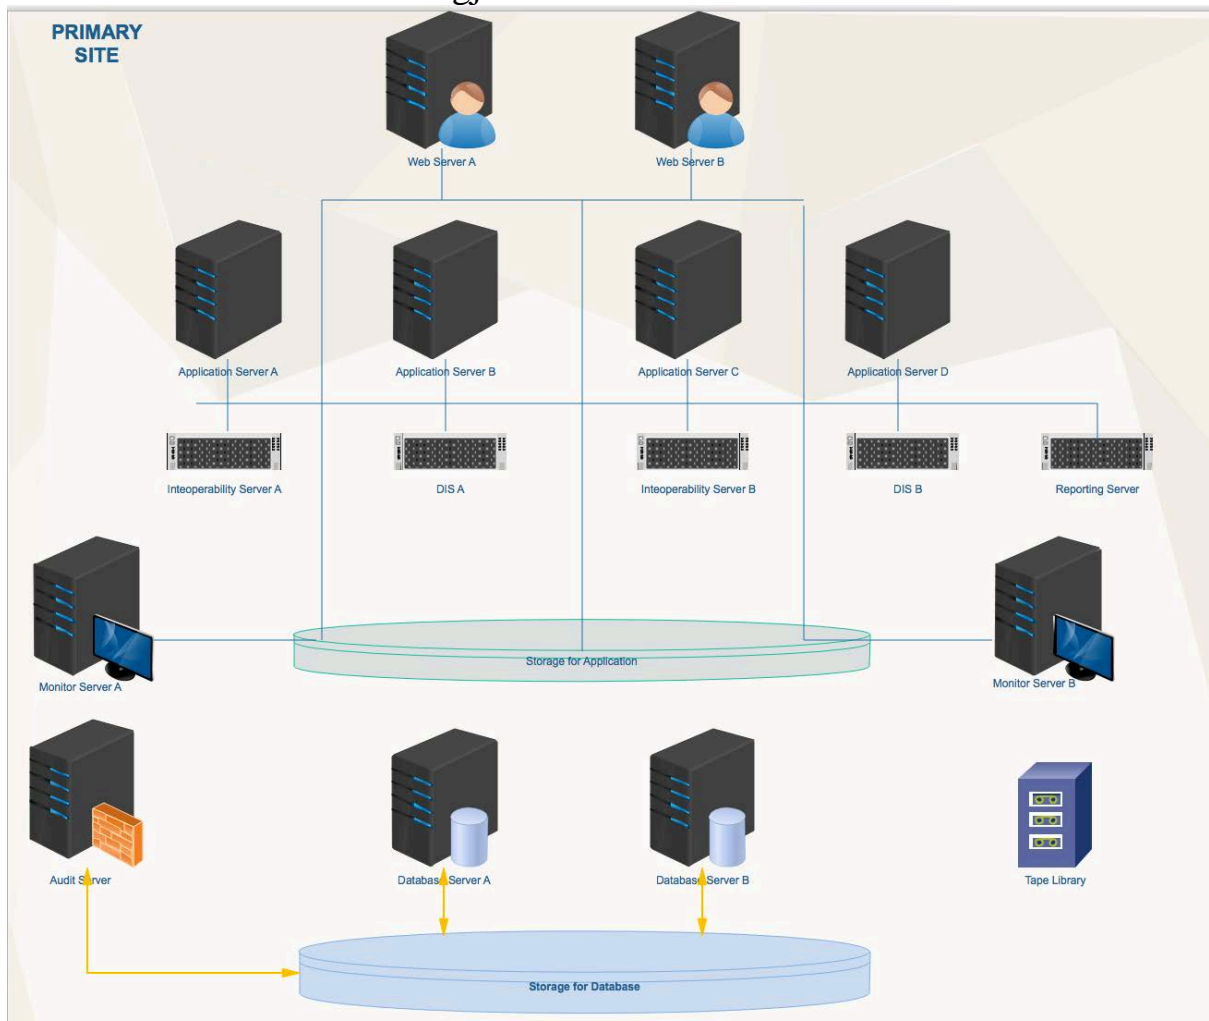 PRIMARY
SITE
Web Server A
Web Server B
Application Server A
Application Server B
Application Server C
Application Server D
Inteoperability Server A
DIS A
Inteoperability Server B
DIS B
Reporting Server
Storage for Application
Monitor Server A
Monitor Server B
Audit Server
Database Server A
Database Server B
Tape Library
Storage for Database